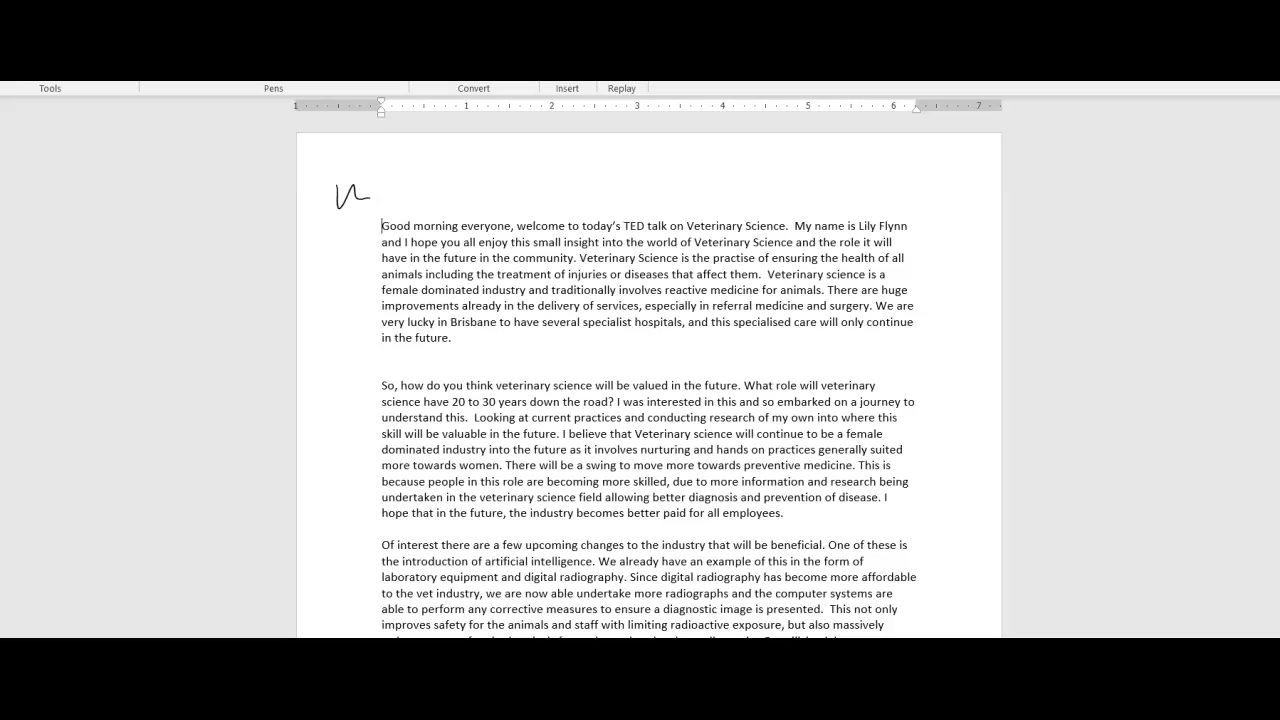 Tools Pens Convert Insert Replay
1 1 2 3 4 5 6 7
Good morning everyone, welcome to today's TED talk on Veterinary Science.  My name is Lily Flynn
and I hope you all enjoy this small insight into the world of Veterinary Science and the role it will
have in the future in the community. Veterinary Science is the practise of ensuring the health of all
animals including the treatment of injuries or diseases that affect them.  Veterinary science is a
female dominated industry and traditionally involves reactive medicine for animals. There are huge
improvements already in the delivery of services, especially in referral medicine and surgery. We are
very lucky in Brisbane to have several specialist hospitals, and this specialised care will only continue
in the future.
So, how do you think veterinary science will be valued in the future. What role will veterinary
science have 20 to 30 years down the road? I was interested in this and so embarked on a journey to
understand this.  Looking at current practices and conducting research of my own into where this
skill will be valuable in the future. I believe that Veterinary science will continue to be a female
dominated industry into the future as it involves nurturing and hands on practices generally suited
more towards women. There will be a swing to move more towards preventive medicine. This is
because people in this role are becoming more skilled, due to more information and research being
undertaken in the veterinary science field allowing better diagnosis and prevention of disease. I
hope that in the future, the industry becomes better paid for all employees.
Of interest there are a few upcoming changes to the industry that will be beneficial. One of these is
the introduction of artificial intelligence. We already have an example of this in the form of
laboratory equipment and digital radiography. Since digital radiography has become more affordable
to the vet industry, we are now able undertake more radiographs and the computer systems are
able to perform any corrective measures to ensure a diagnostic image is presented.  This not only
improves safety for the animals and staff with limiting radioactive exposure, but also massively